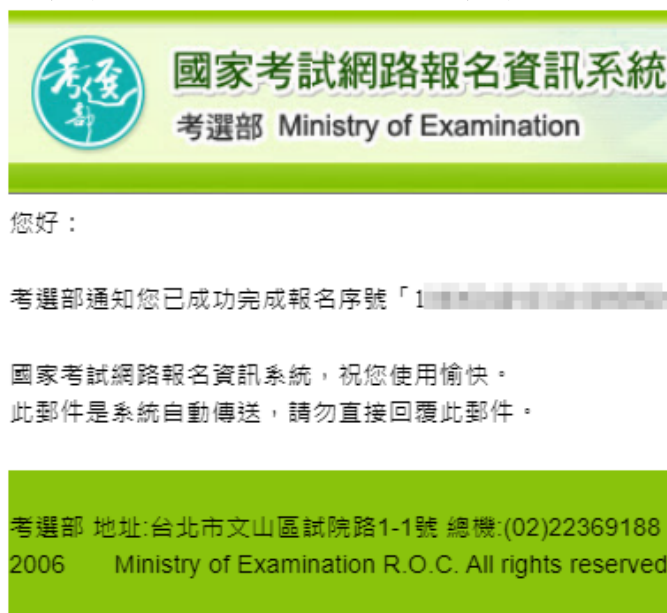 考選部
國家考試網路報名資訊系統
考選部 Ministry of Examination
您好：
考選部通知您已成功完成報名序號「1
國家考試網路報名資訊系統，祝您使用愉快。
此郵件是系統自動傳送，請勿直接回覆此郵件。
考選部 地址:台北市文山區試院路1-1號 總機:(02)22369188
2006 Ministry of Examination R.O.C. All rights reserved